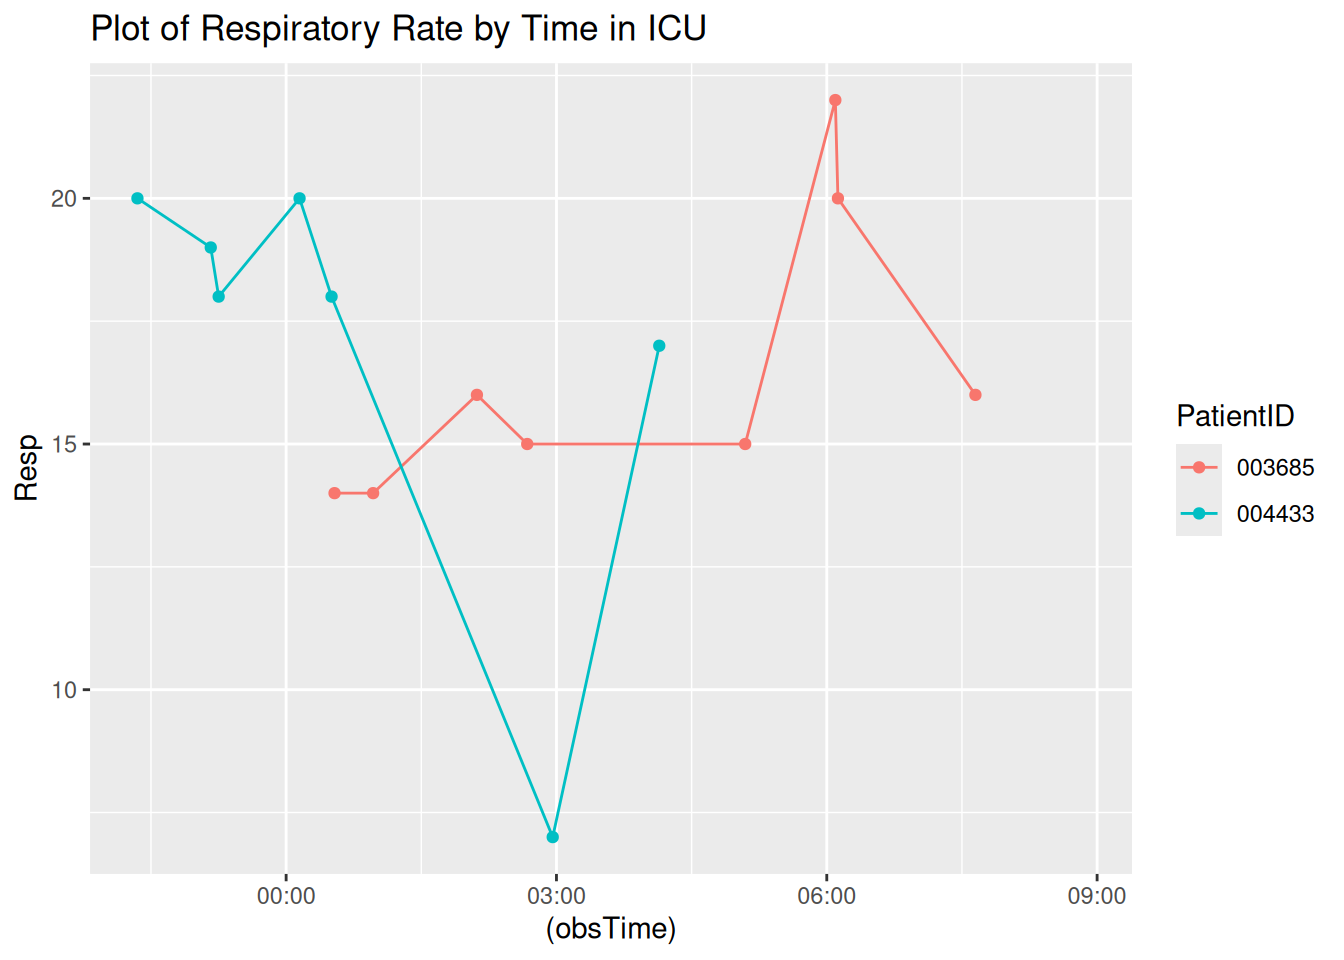 Plot of Respiratory Rate by Time in ICU
20
15
10
Resp
00:00 03:00 06:00 09:00
(obsTime)
PatientID
003685
004433